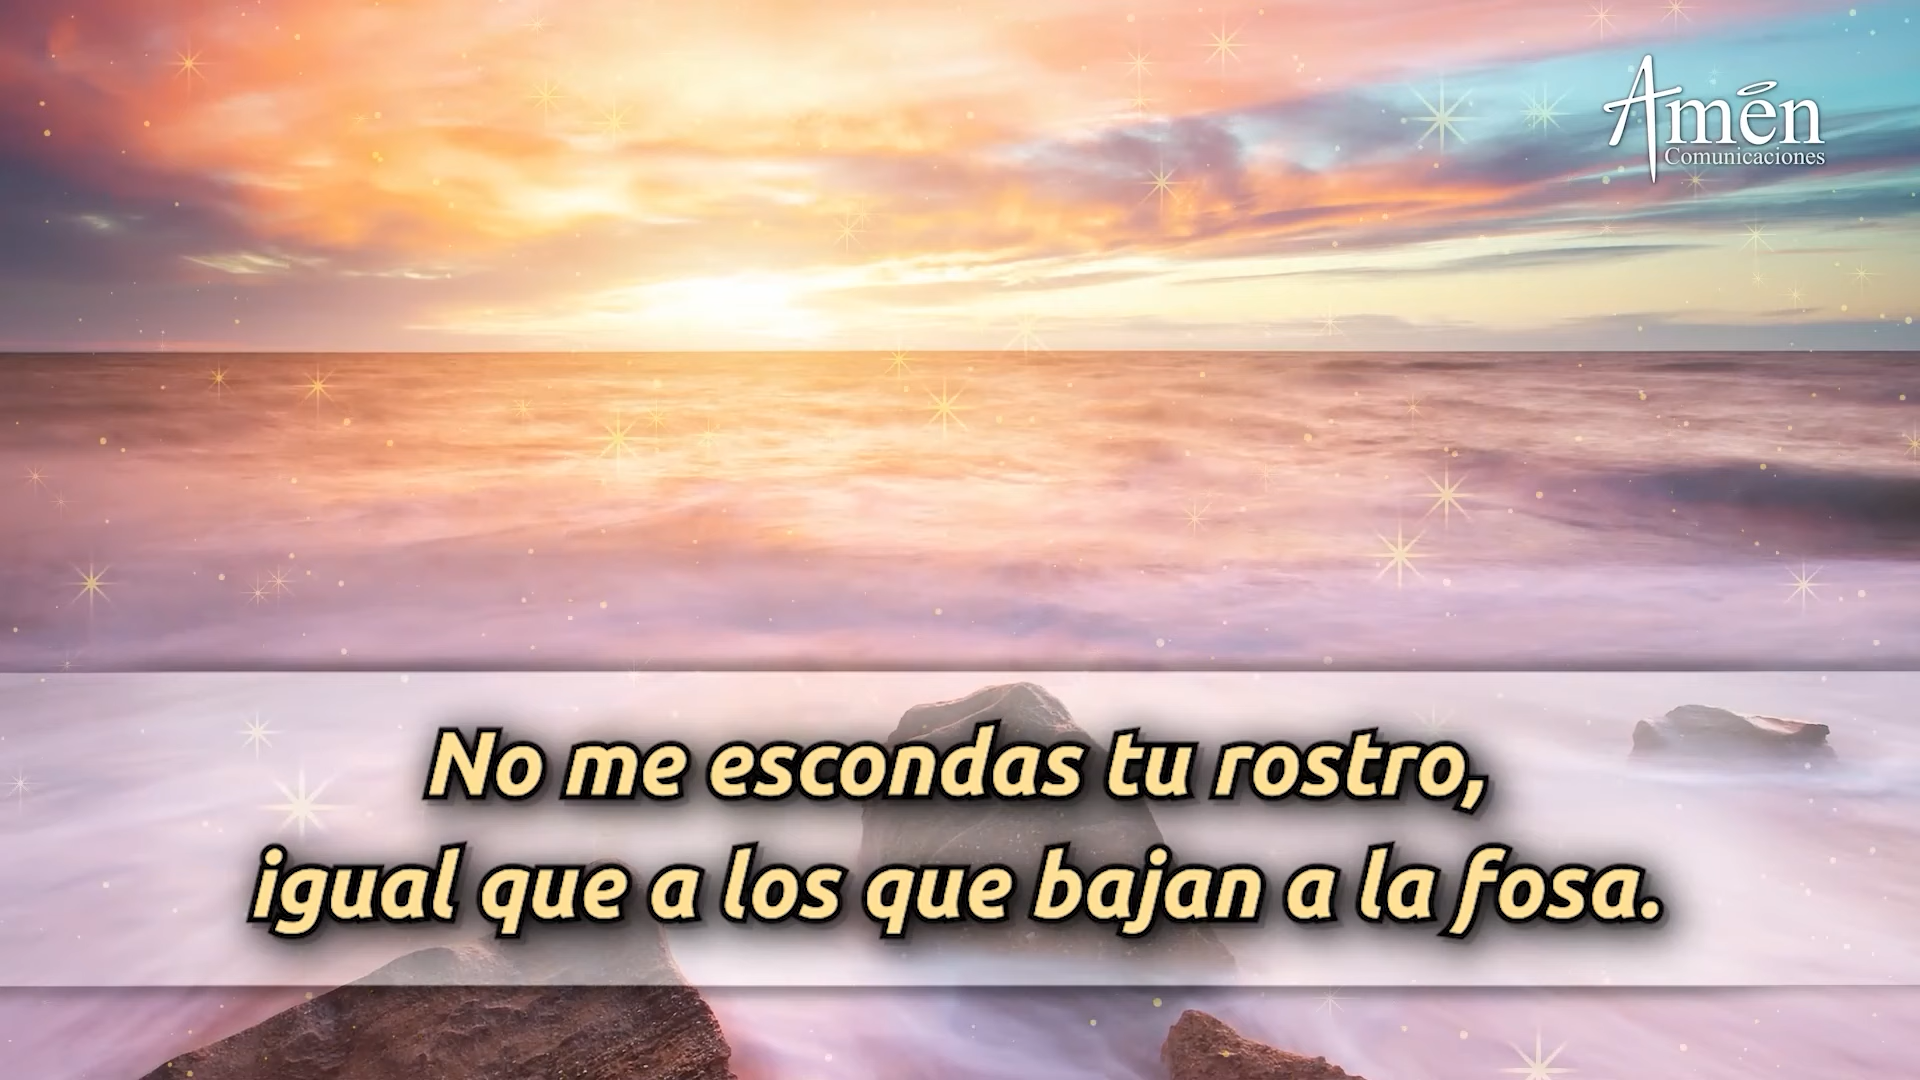 Amén
Comunicaciones
No me escondas tu rostro,
igual que a los que bajan a la fosa.